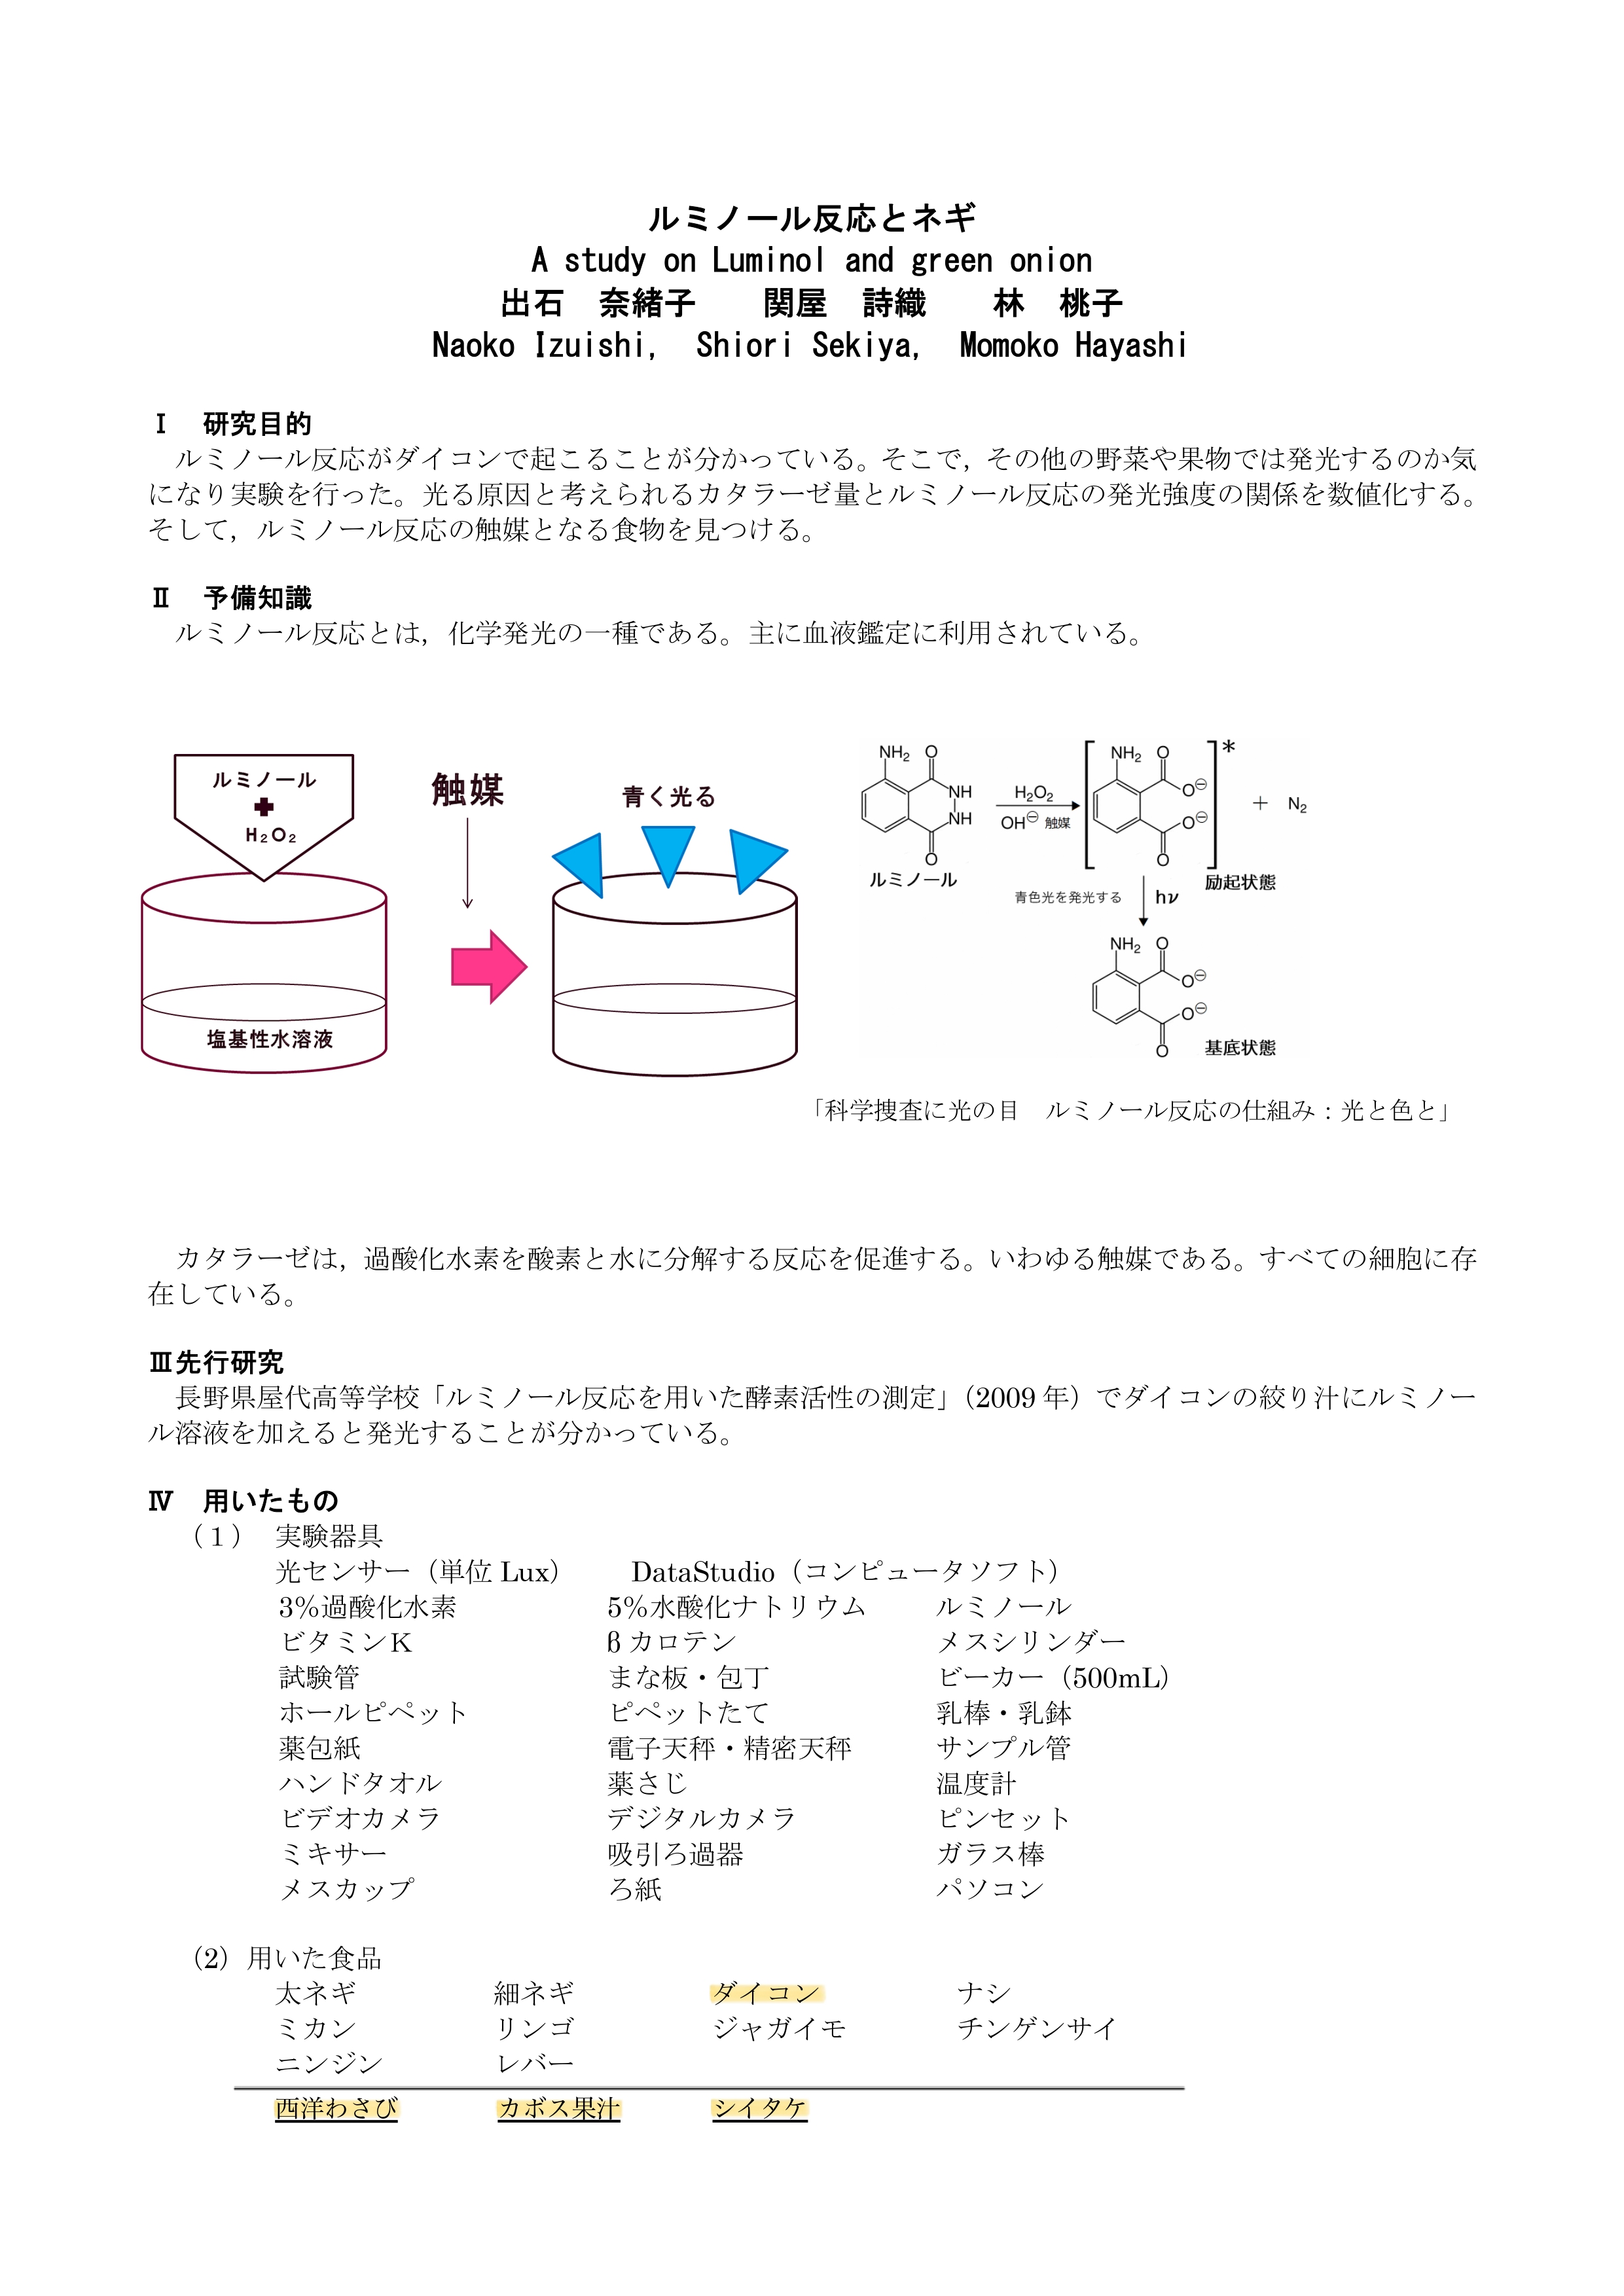 ルミノール反応とネギ
A study on Luminol and green onion
出石　奈緒子　　関屋　詩織　　林　桃子
Naoko Izuishi,　Shiori Sekiya,　Momoko Hayashi
Ⅰ　研究目的
　ルミノール反応がダイコンで起こることが分かっている。そこで，その他の野菜や果物では発光するのか気
になり実験を行った。光る原因と考えられるカタラーゼ量とルミノール反応の発光強度の関係を数値化する。
そして，ルミノール反応の触媒となる食物を見つける。
Ⅱ　予備知識
　ルミノール反応とは，化学発光の一種である。主に血液鑑定に利用されている。
ルミノール
+
H₂O₂
塩基性水溶液
触媒
青く光る
NH₂ O
NH
NH
O
ルミノール
H₂O₂
OH⊖ 触媒
NH₂ O
O⊖
O⊖
O
*
+ N₂
励起状態
青色光を発光する
hν
NH₂ O
O⊖
O⊖
O
基底状態
「科学捜査に光の目　ルミノール反応の仕組み：光と色と」
　カタラーゼは，過酸化水素を酸素と水に分解する反応を促進する。いわゆる触媒である。すべての細胞に存
在している。
Ⅲ先行研究
　長野県屋代高等学校「ルミノール反応を用いた酵素活性の測定」（2009 年）でダイコンの絞り汁にルミノー
ル溶液を加えると発光することが分かっている。
Ⅳ　用いたもの
（１）　実験器具
光センサー（単位 Lux）　　DataStudio（コンピュータソフト）
3%過酸化水素　　5%水酸化ナトリウム　　ルミノール
ビタミンＫ　　β カロテン　　メスシリンダー
試験管　　まな板・包丁　　ビーカー（500mL）
ホールピペット　　ピペットたて　　乳棒・乳鉢
薬包紙　　電子天秤・精密天秤　　サンプル管
ハンドタオル　　薬さじ　　温度計
ビデオカメラ　　デジタルカメラ　　ピンセット
ミキサー　　吸引ろ過器　　ガラス棒
メスカップ　　ろ紙　　パソコン
（2）用いた食品
太ネギ　　細ネギ　　ダイコン　　ナシ
ミカン　　リンゴ　　ジャガイモ　　チンゲンサイ
ニンジン　　レバー
西洋わさび　　カボス果汁　　シイタケ